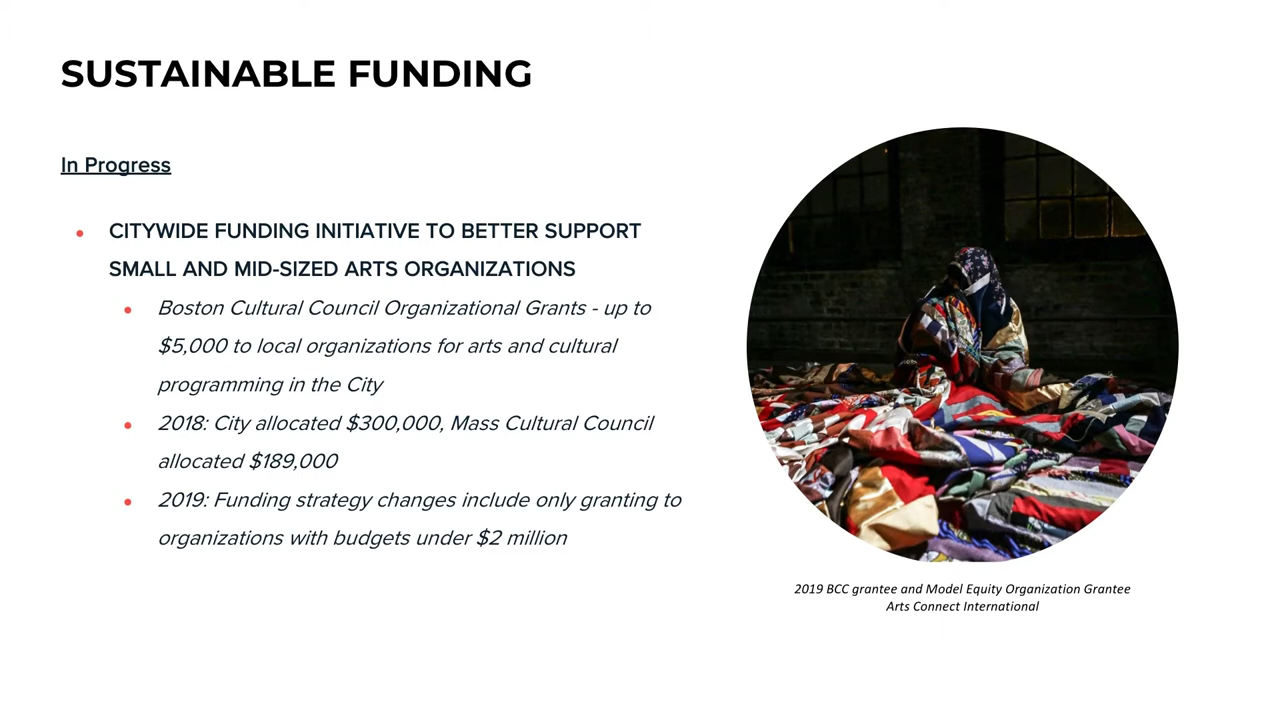 SUSTAINABLE FUNDING
In Progress
CITYWIDE FUNDING INITIATIVE TO BETTER SUPPORT
SMALL AND MID-SIZED ARTS ORGANIZATIONS
Boston Cultural Council Organizational Grants - up to
$5,000 to local organizations for arts and cultural
programming in the City
2018: City allocated $300,000, Mass Cultural Council
allocated $189,000
2019: Funding strategy changes include only granting to
organizations with budgets under $2 million
2019 BCC grantee and Model Equity Organization Grantee
Arts Connect International